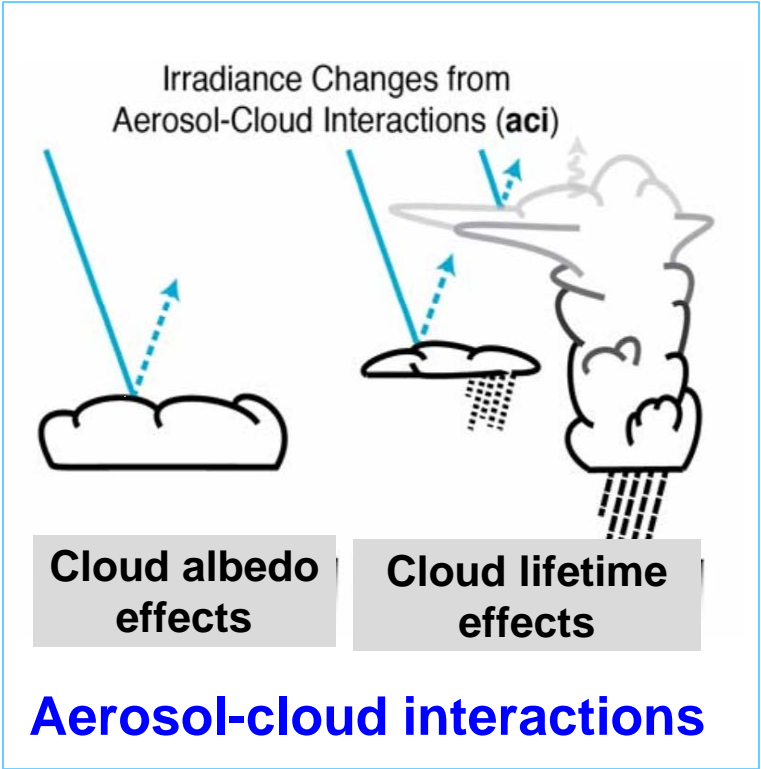 Irradiance Changes from
Aerosol-Cloud Interactions (aci)
Cloud albedo
effects
Cloud lifetime
effects
Aerosol-cloud interactions